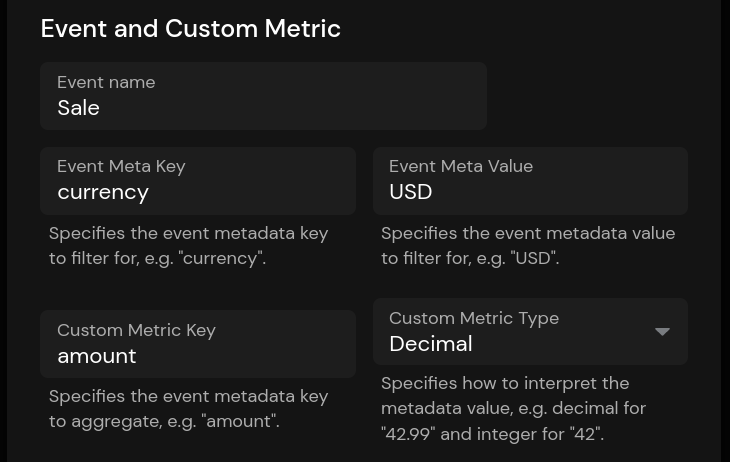 Event and Custom Metric
Event name
Sale
Event Meta Key
currency
Event Meta Value
USD
Specifies the event metadata key
to filter for, e.g. "currency".
Specifies the event metadata value
to filter for, e.g. "USD".
Custom Metric Key
amount
Custom Metric Type
Decimal
Specifies the event metadata key
to aggregate, e.g. "amount".
Specifies how to interpret the
metadata value, e.g. decimal for
"42.99" and integer for "42".